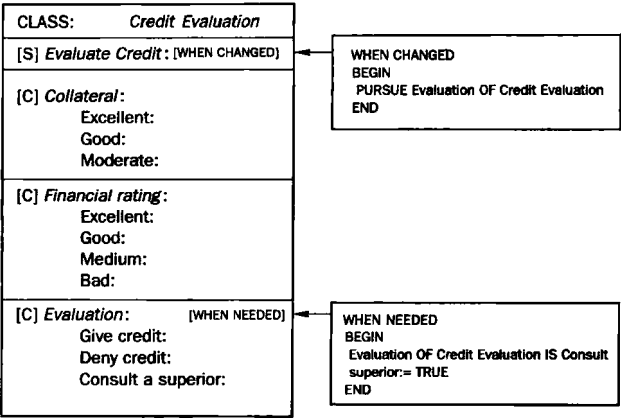 CLASS: Credit Evaluation
[S] Evaluate Credit: [WHEN CHANGED]
WHEN CHANGED
BEGIN
PURSUE Evaluation OF Credit Evaluation
END
[C] Collateral:
Excellent:
Good:
Moderate:
[C] Financial rating:
Excellent:
Good:
Medium:
Bad:
[C] Evaluation: [WHEN NEEDED]
Give credit:
Deny credit:
Consult a superior:
WHEN NEEDED
BEGIN
Evaluation OF Credit Evaluation IS Consult
superior:= TRUE
END